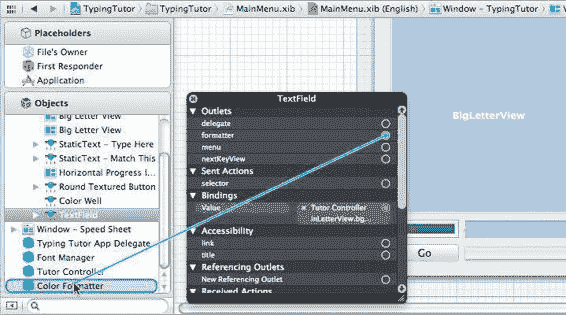 TypingTutor
TypingTutor
MainMenu.xib
MainMenu.xib (English)
Window - TypingTutor
Placeholders
File's Owner
First Responder
Application
Objects
Big Letter View
Big Letter View
StaticText - Type Here
StaticText - Match This
Horizontal Progress I...
Round Textured Button
Color Well
TextField
Window - Speed Sheet
Typing Tutor App Delegate
Font Manager
Tutor Controller
Color Formatter
TextField
Outlets
delegate
formatter
menu
nextKeyView
Sent Actions
selector
Bindings
Value
Tutor Controller
inLetterView.bg...
Accessibility
link
title
Referencing Outlets
New Referencing Outlet
Received Actions
BigLetterView
Go